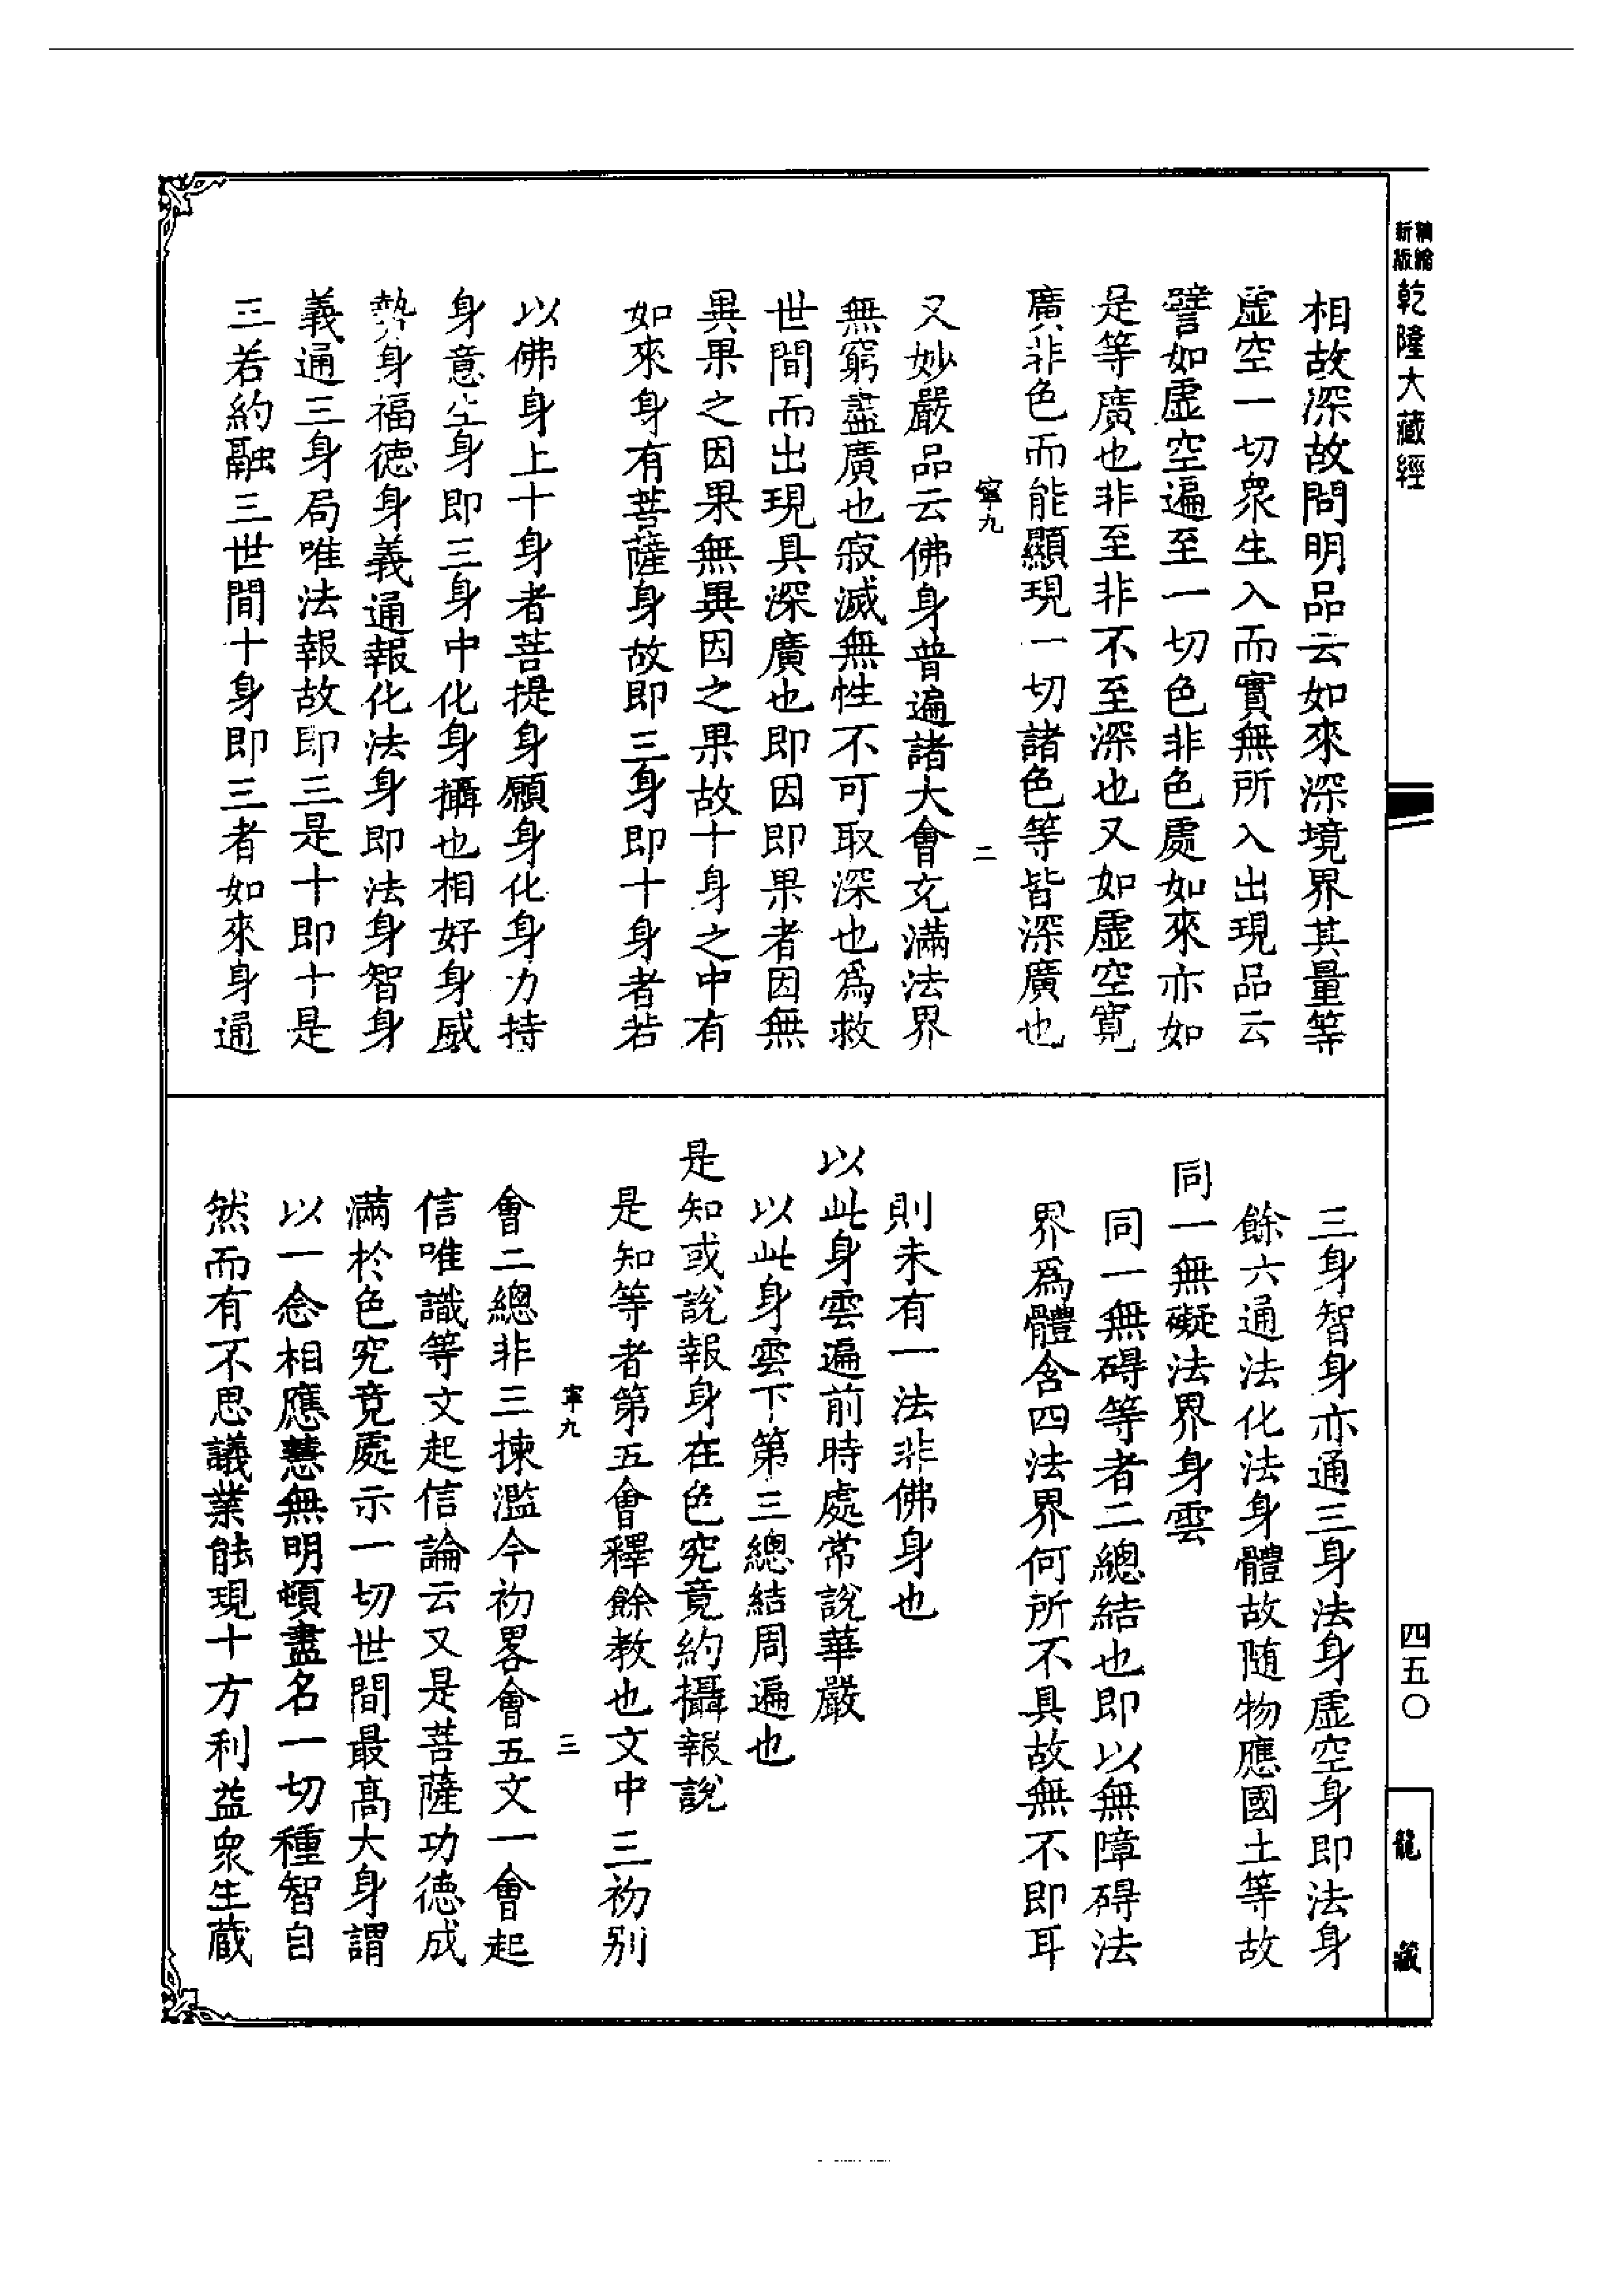 精繪
新版
乾隆大藏經
四五〇
龍藏
相故深故問明品云如來深境界其量等
虛空一切衆生入而實無所入出現品云
譬如虛空遍至一切色非色處如來亦如
是等廣也非至非不至深也又如虛空寬
廣非色而能顯現一切諸色等皆深廣也
寧九
二
又妙嚴品云佛身普遍諸大會充滿法界
無窮盡廣也寂滅無性不可取深也爲救
世間而出現具深廣也即因即果者因無
異果之因果無異因之果故十身之中有
如來身有菩薩身故即三身即十身者若
以佛身上十身者菩提身願身化身力持
身意生身即三身中化身攝也相好身威
勢身福德身義通報化法身即法身智身
義通三身局唯法報故即三是十即十是
三若約融三世間十身即三者如來身通
三身智身亦通三身法身虛空身即法身
餘六通法化法身體故隨物應國土等故
同一無礙法界身雲
同一無碍等者二總結也即以無障碍法
界爲體含四法界何所不具故無不即耳
則未有一法非佛身也
以此身雲遍前時處常說華嚴
以此身雲下第三總結周遍也
是知或說報身在色究竟約攝報說
是知等者第五會釋餘教也文中三初別
寧九
三
會二總非三揀濫今初畧會五文一會起
信唯識等文起信論云又是菩薩功德成
滿於色究竟處示一切世間最高大身謂
以一念相應慧無明頓盡名一切種智自
然而有不思議業能現十方利益衆生蔵